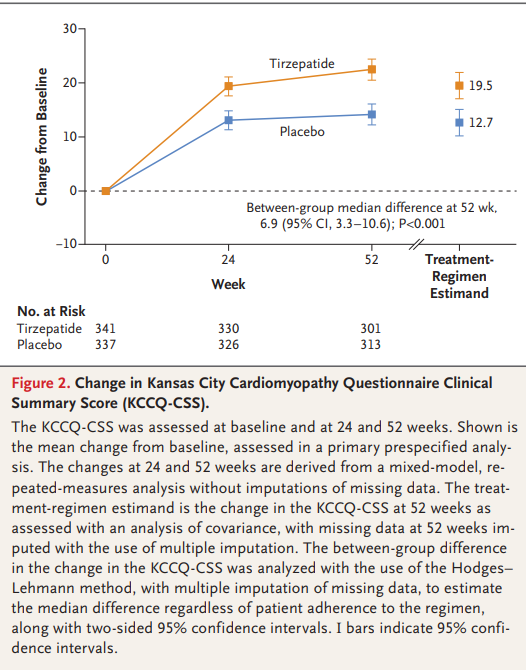 30
20
10
0
−10
Change from Baseline
Tirzepatide
Placebo
19.5
12.7
Between-group median difference at 52 wk,
6.9 (95% CI, 3.3–10.6); P<0.001
0
24
52
Treatment-
Regimen
Estimand
Week
No. at Risk
Tirzepatide 341 330 301
Placebo 337 326 313
Figure 2. Change in Kansas City Cardiomyopathy Questionnaire Clinical
Summary Score (KCCQ-CSS).
The KCCQ-CSS was assessed at baseline and at 24 and 52 weeks. Shown is
the mean change from baseline, assessed in a primary prespecified analy-
sis. The changes at 24 and 52 weeks are derived from a mixed-model, re-
peated-measures analysis without imputations of missing data. The treat-
ment-regimen estimand is the change in the KCCQ-CSS at 52 weeks as
assessed with an analysis of covariance, with missing data at 52 weeks im-
puted with the use of multiple imputation. The between-group difference
in the change in the KCCQ-CSS was analyzed with the use of the Hodges–
Lehmann method, with multiple imputation of missing data, to estimate
the median difference regardless of patient adherence to the regimen,
along with two-sided 95% confidence intervals. I bars indicate 95% confi-
dence intervals.